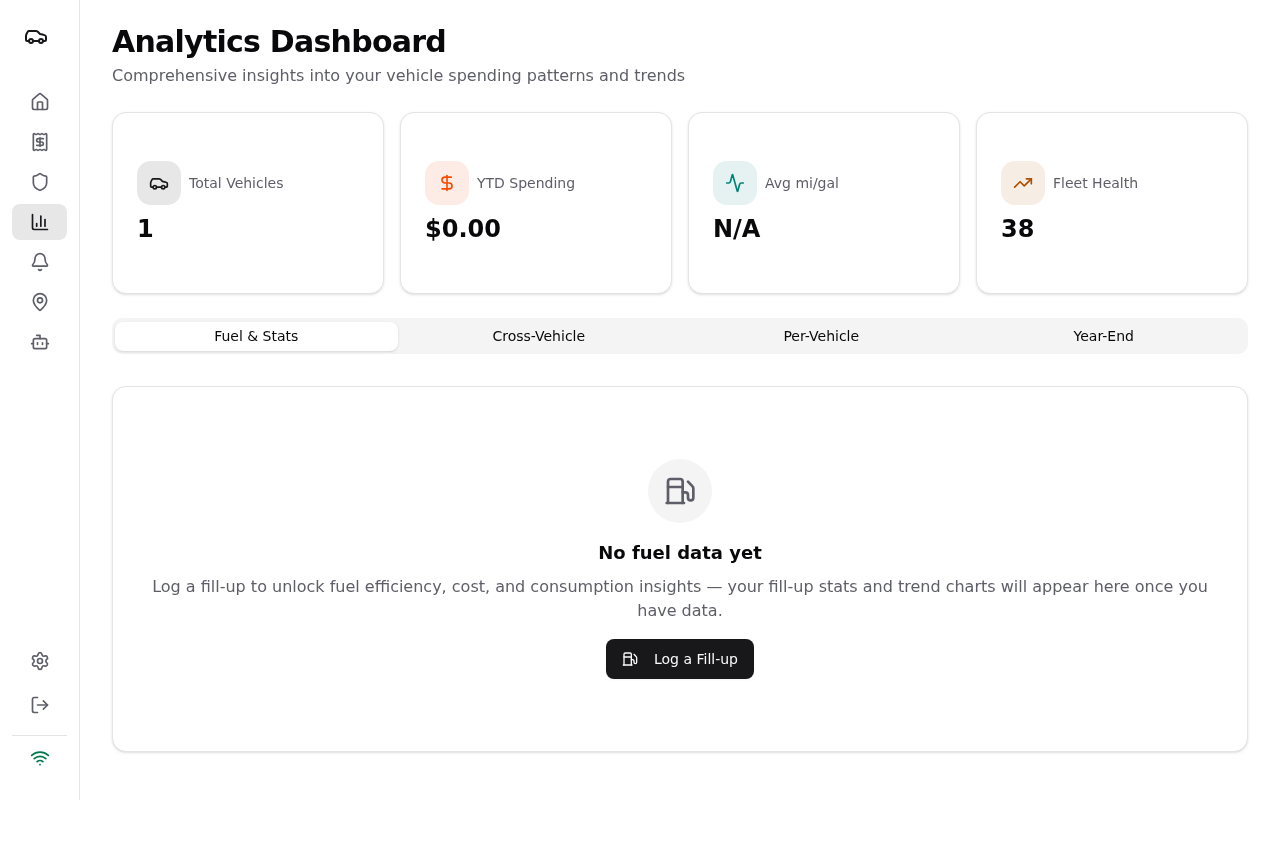 Analytics Dashboard
Comprehensive insights into your vehicle spending patterns and trends
Total Vehicles
1
YTD Spending
$0.00
Avg mi/gal
N/A
Fleet Health
38
Fuel & Stats
Cross-Vehicle
Per-Vehicle
Year-End
No fuel data yet
Log a fill-up to unlock fuel efficiency, cost, and consumption insights — your fill-up stats and trend charts will appear here once you
have data.
Log a Fill-up